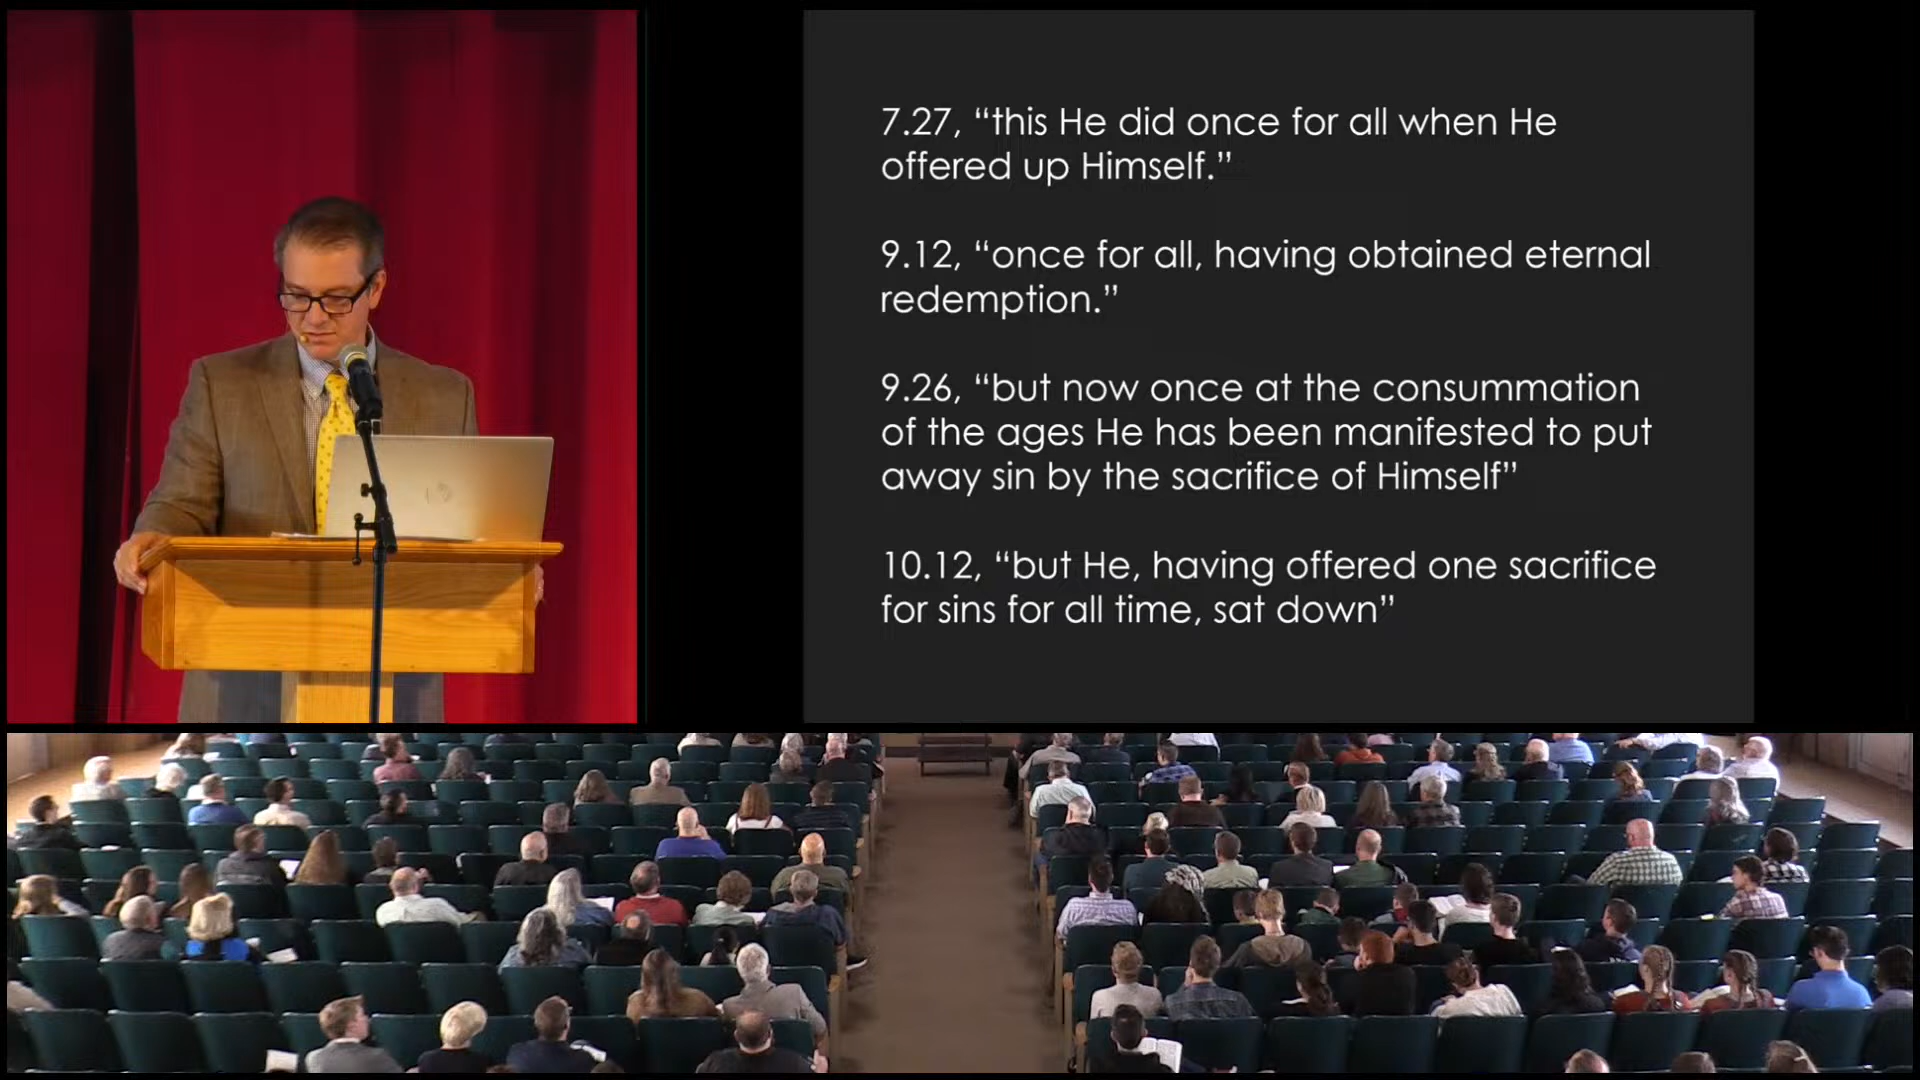 7.27, “this He did once for all when He
offered up Himself.”
9.12, “once for all, having obtained eternal
redemption.”
9.26, “but now once at the consummation
of the ages He has been manifested to put
away sin by the sacrifice of Himself”
10.12, “but He, having offered one sacrifice
for sins for all time, sat down”